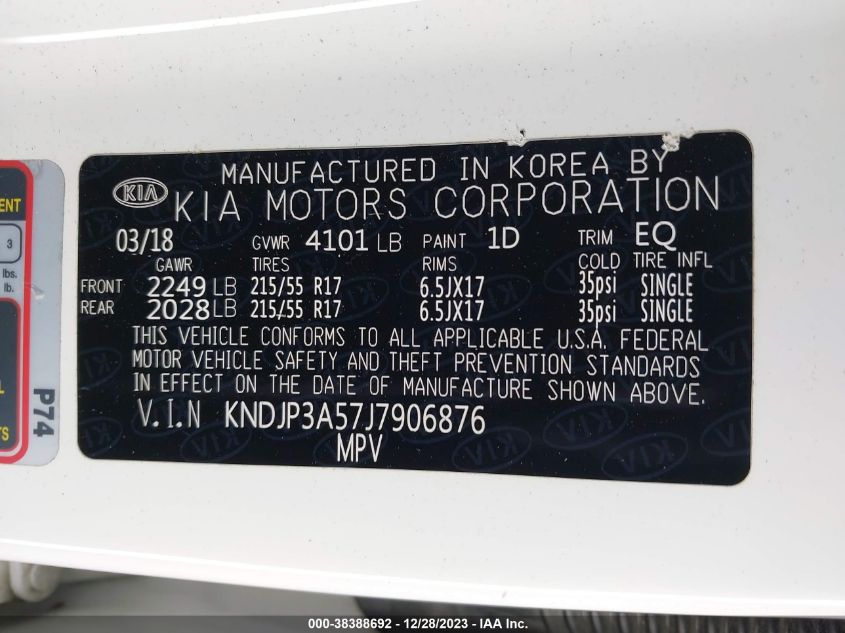 MANUFACTURED IN KOREA BY
KIA KIA MOTORS CORPORATION
03/18 GVWR 4101 LB PAINT 1D TRIM EQ
GAWR TIRES RIMS COLD TIRE INFL
FRONT 2249 LB 215/55 R17 6.5JX17 35psi SINGLE
REAR 2028 LB 215/55 R17 6.5JX17 35psi SINGLE
THIS VEHICLE CONFORMS TO ALL APPLICABLE U.S.A. FEDERAL
MOTOR VEHICLE SAFETY AND THEFT PREVENTION STANDARDS
IN EFFECT ON THE DATE OF MANUFACTURE SHOWN ABOVE.
V.I.N KNDJP3A57J7906876
MPV
ENT
3
lbs.
lb.
L
TS
P74
000-38388692 - 12/28/2023 - IAA Inc.